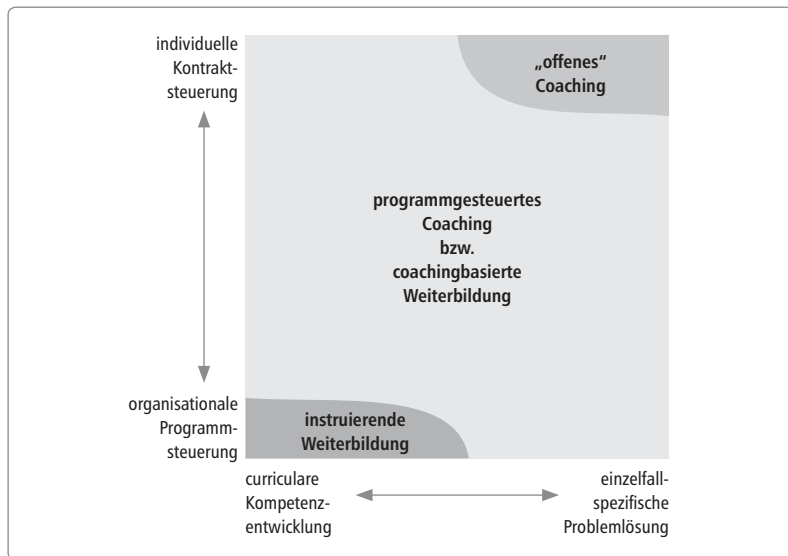 individuelle
Kontrakt-
steuerung
„offenes“
Coaching
programmgesteuertes
Coaching
bzw.
coachingbasierte
Weiterbildung
organisationale
Programm-
steuerung
instruierende
Weiterbildung
curriculare
Kompetenz-
entwicklung
einzelfall-
spezifische
Problemlösung